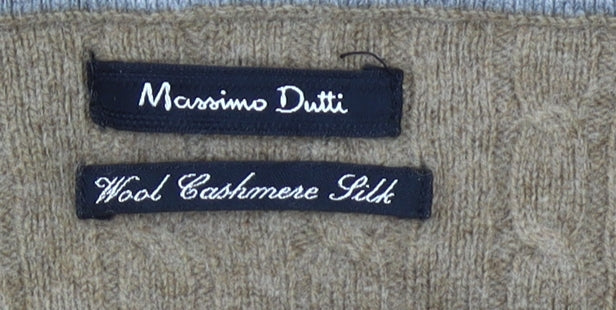 Massimo Dutti
Wool Cashmere Silk